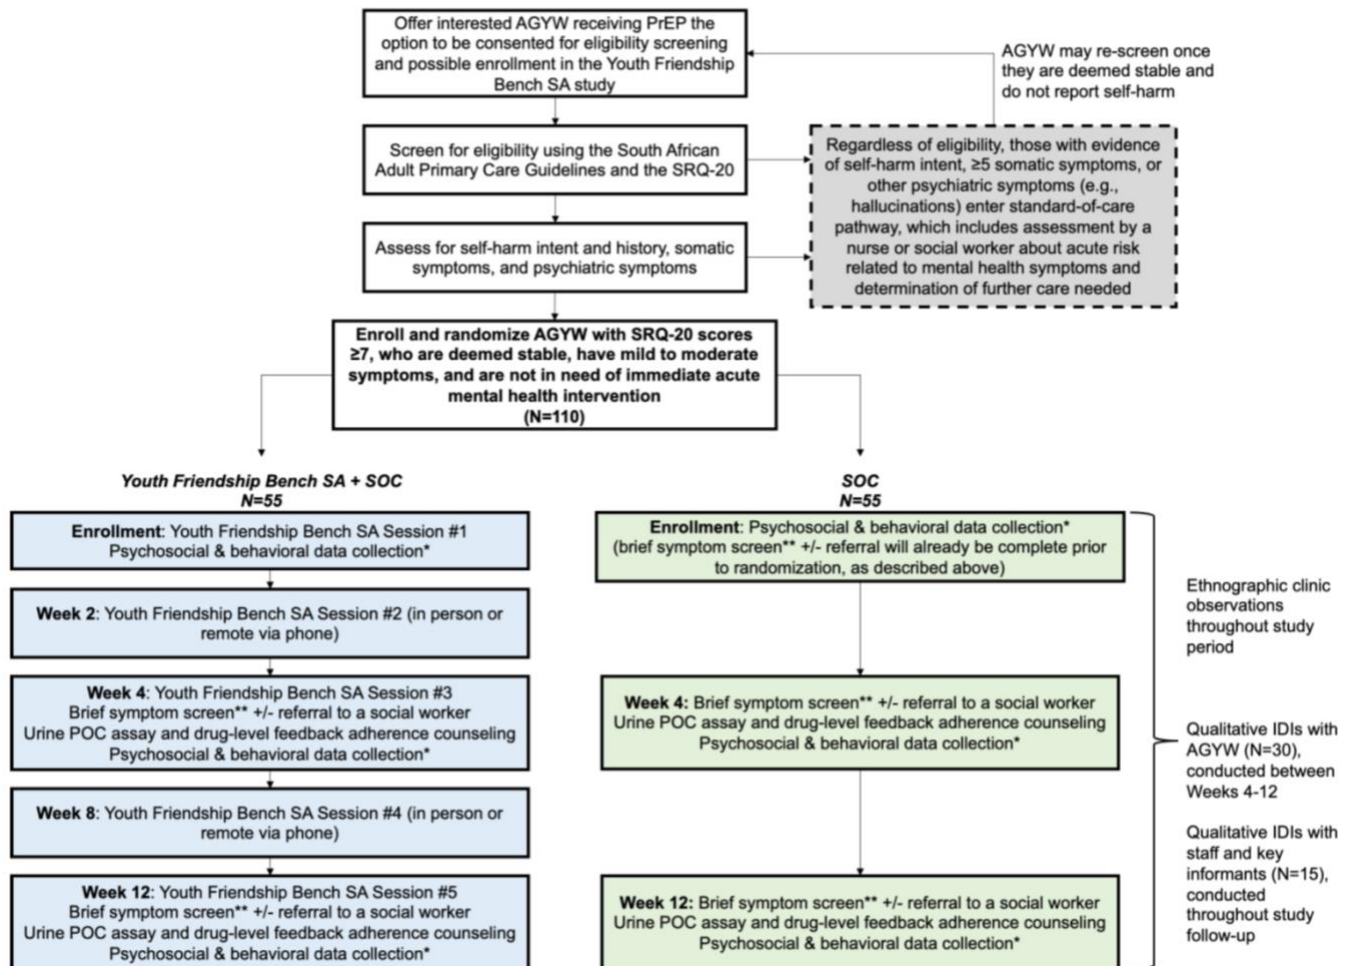 Offer interested AGYW receiving PrEP the
option to be consented for eligibility screening
and possible enrollment in the Youth Friendship
Bench SA study
AGYW may re-screen once
they are deemed stable and
do not report self-harm
Screen for eligibility using the South African
Adult Primary Care Guidelines and the SRQ-20
Regardless of eligibility, those with evidence
of self-harm intent, ≥5 somatic symptoms, or
other psychiatric symptoms (e.g.,
hallucinations) enter standard-of-care
pathway, which includes assessment by a
nurse or social worker about acute risk
related to mental health symptoms and
determination of further care needed
Assess for self-harm intent and history, somatic
symptoms, and psychiatric symptoms
Enroll and randomize AGYW with SRQ-20 scores
≥7, who are deemed stable, have mild to moderate
symptoms, and are not in need of immediate acute
mental health intervention
(N=110)
Youth Friendship Bench SA + SOC
N=55
Enrollment: Youth Friendship Bench SA Session #1
Psychosocial & behavioral data collection*
Week 2: Youth Friendship Bench SA Session #2 (in person or
remote via phone)
Week 4: Youth Friendship Bench SA Session #3
Brief symptom screen** +/- referral to a social worker
Urine POC assay and drug-level feedback adherence counseling
Psychosocial & behavioral data collection*
Week 8: Youth Friendship Bench SA Session #4 (in person or
remote via phone)
Week 12: Youth Friendship Bench SA Session #5
Brief symptom screen** +/- referral to a social worker
Urine POC assay and drug-level feedback adherence counseling
Psychosocial & behavioral data collection*
SOC
N=55
Enrollment: Psychosocial & behavioral data collection*
(brief symptom screen** +/- referral will already be complete prior
to randomization, as described above)
Week 4: Brief symptom screen** +/- referral to a social worker
Urine POC assay and drug-level feedback adherence counseling
Psychosocial & behavioral data collection*
Week 12: Brief symptom screen** +/- referral to a social worker
Urine POC assay and drug-level feedback adherence counseling
Psychosocial & behavioral data collection*
Ethnographic clinic
observations
throughout study
period
Qualitative IDIs with
AGYW (N=30),
conducted between
Weeks 4-12
Qualitative IDIs with
staff and key
informants (N=15),
conducted
throughout study
follow-up